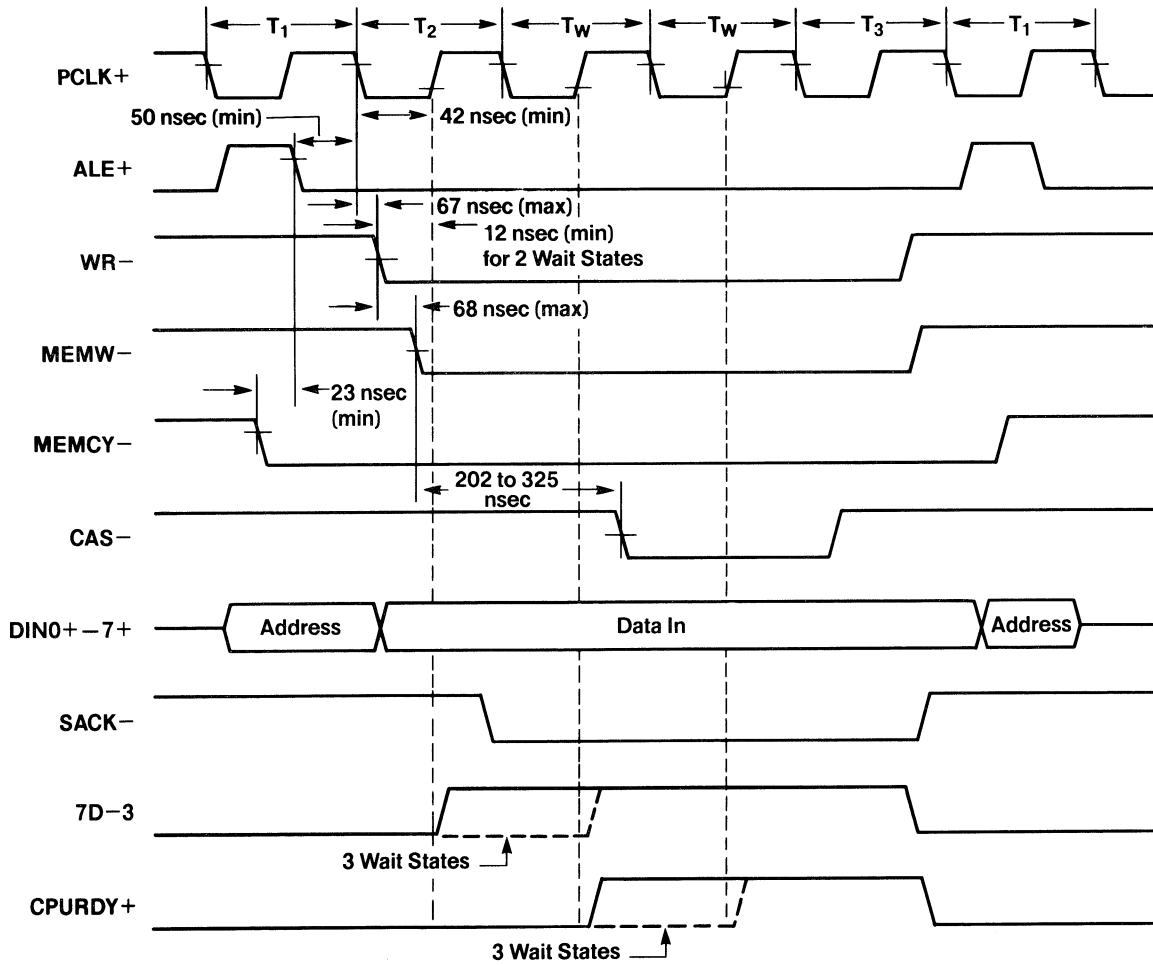 T1 T2 TW TW T3 T1
PCLK+
50 nsec (min)
42 nsec (min)
ALE+
67 nsec (max)
12 nsec (min)
for 2 Wait States
WR−
68 nsec (max)
MEMW−
23 nsec
(min)
MEMCY−
202 to 325
nsec
CAS−
DIN0+−7+
Address
Data In
Address
SACK−
7D−3
3 Wait States
CPURDY+
3 Wait States